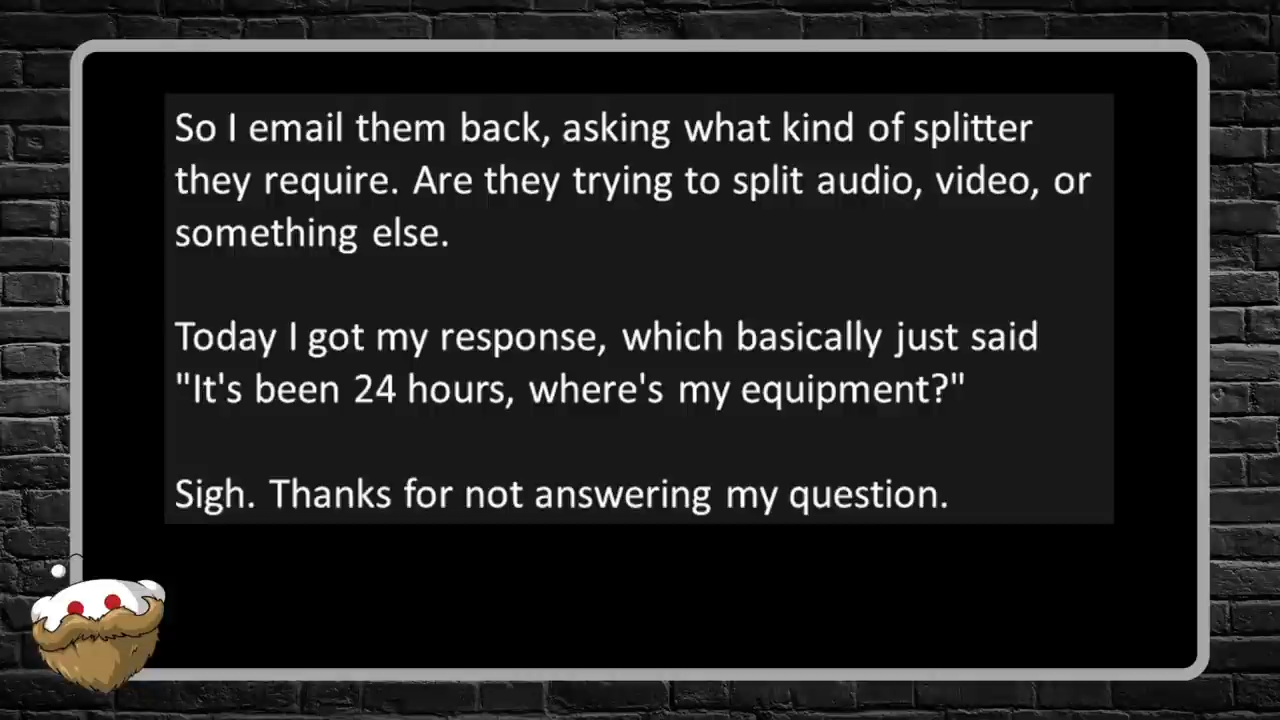 So I email them back, asking what kind of splitter
they require. Are they trying to split audio, video, or
something else.
Today I got my response, which basically just said
"It's been 24 hours, where's my equipment?"
Sigh. Thanks for not answering my question.